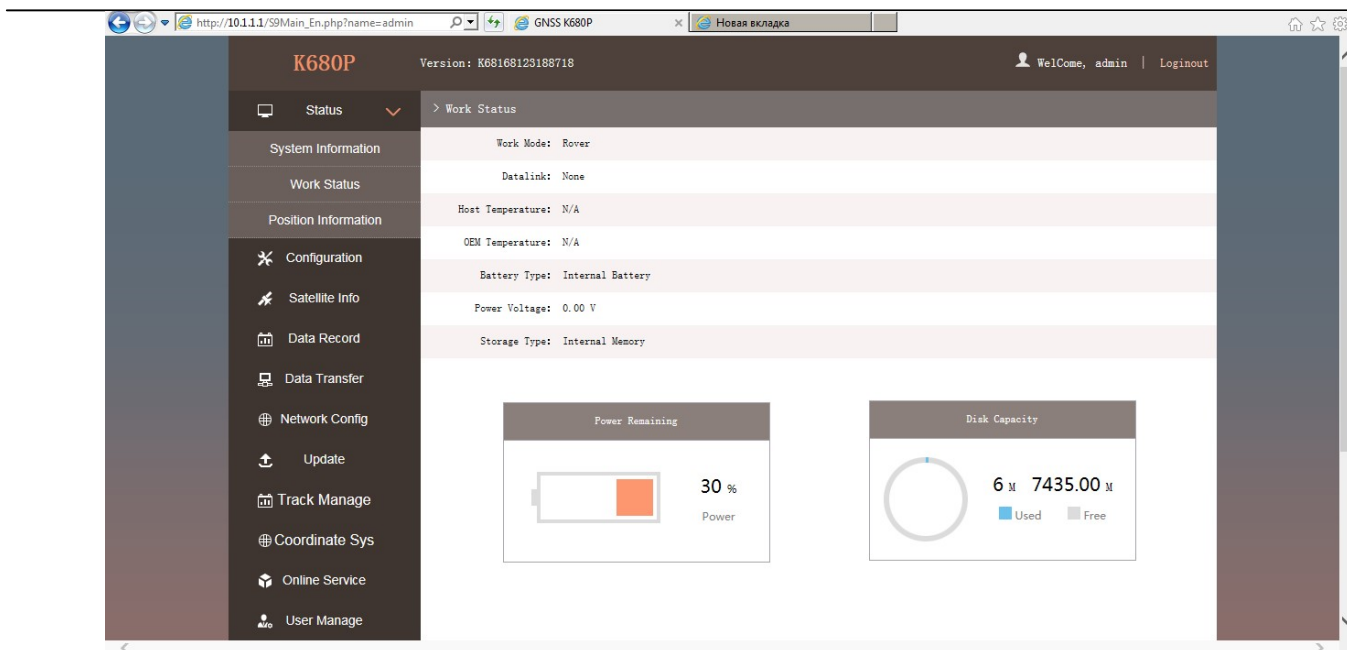 http://10.1.1.1/S9Main_En.php?name=admin
GNSS K680P
Новая вкладка
K680P
Version: K68168123188718
WelCome, admin | Loginout
Status
> Work Status
System Information
Work Status
Position Information
Configuration
Satellite Info
Data Record
Data Transfer
Network Config
Update
Track Manage
Coordinate Sys
Online Service
User Manage
Work Mode: Rover
Datalink: None
Host Temperature: N/A
OEM Temperature: N/A
Battery Type: Internal Battery
Power Voltage: 0.00 V
Storage Type: Internal Memory
Power Remaining
30 %
Power
Disk Capacity
6 M 7435.00 M
Used Free